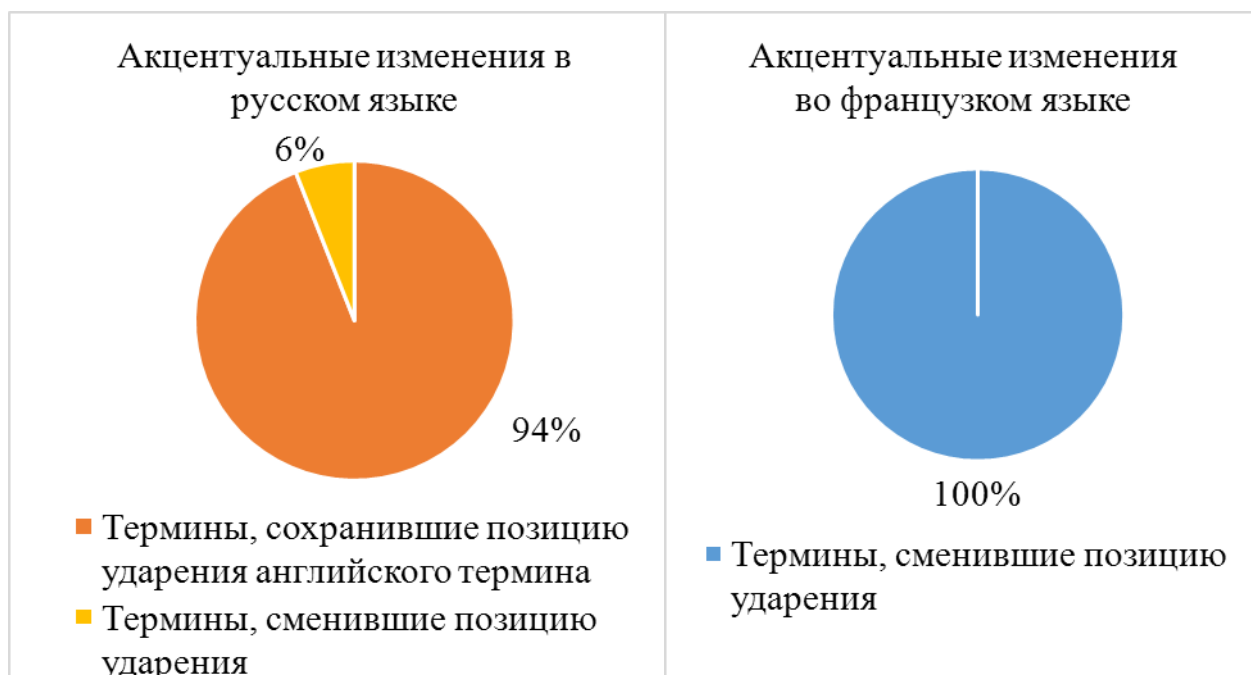 Акцентуальные изменения в
русском языке
6%
94%
Термины, сохранившие позицию
ударения английского термина
Термины, сменившие позицию
ударения
Акцентуальные изменения
во французком языке
100%
Термины, сменившие позицию
ударения